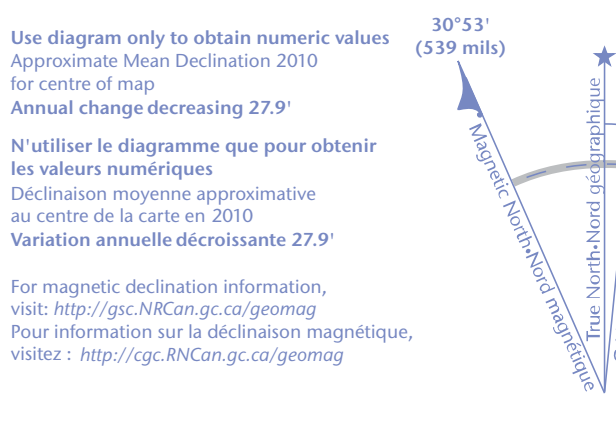 Use diagram only to obtain numeric values
Approximate Mean Declination 2010
for centre of map
Annual change decreasing 27.9'
N'utiliser le diagramme que pour obtenir
les valeurs numériques
Déclinaison moyenne approximative
au centre de la carte en 2010
Variation annuelle décroissante 27.9'
For magnetic declination information,
visit: http://gsc.NRCan.gc.ca/geomag
Pour information sur la déclinaison magnétique,
visitez : http://cgc.RNCan.gc.ca/geomag
30°53'
(539 mils)
Magnetic North•Nord magnétique
True North•Nord géographique